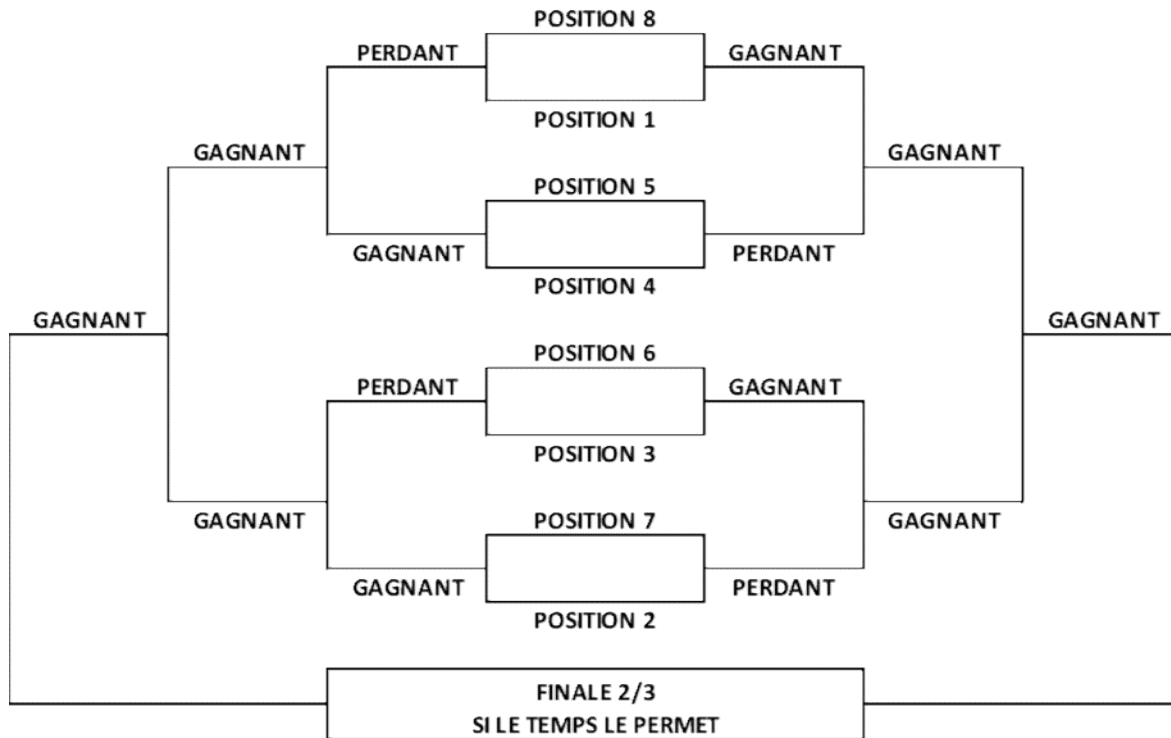 POSITION 8
PERDANT
GAGNANT
POSITION 1
GAGNANT
GAGNANT
POSITION 5
GAGNANT
PERDANT
POSITION 4
GAGNANT
GAGNANT
POSITION 6
PERDANT
GAGNANT
POSITION 3
GAGNANT
POSITION 7
GAGNANT
GAGNANT
PERDANT
POSITION 2
FINALE 2/3
SI LE TEMPS LE PERMET